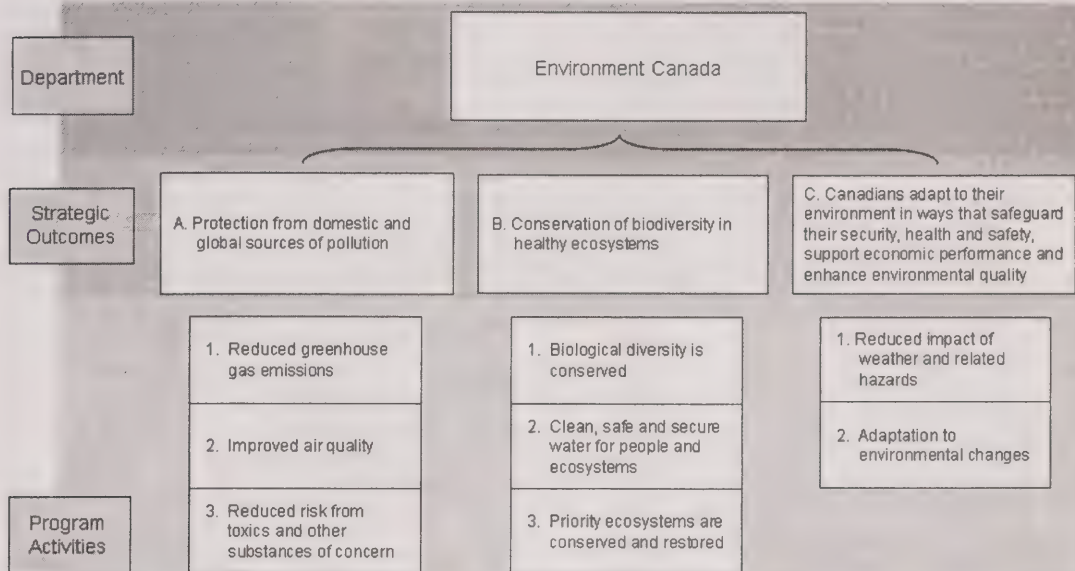 Department
Environment Canada
Strategic
Outcomes
A. Protection from domestic and
global sources of pollution
B. Conservation of biodiversity in
healthy ecosystems
C. Canadians adapt to their
environment in ways that safeguard
their security, health and safety,
support economic performance and
enhance environmental quality
Program
Activities
1. Reduced greenhouse
gas emissions
2. Improved air quality
3. Reduced risk from
toxics and other
substances of concern
1. Biological diversity is
conserved
2. Clean, safe and secure
water for people and
ecosystems
3. Priority ecosystems are
conserved and restored
1. Reduced impact of
weather and related
hazards
2. Adaptation to
environmental changes